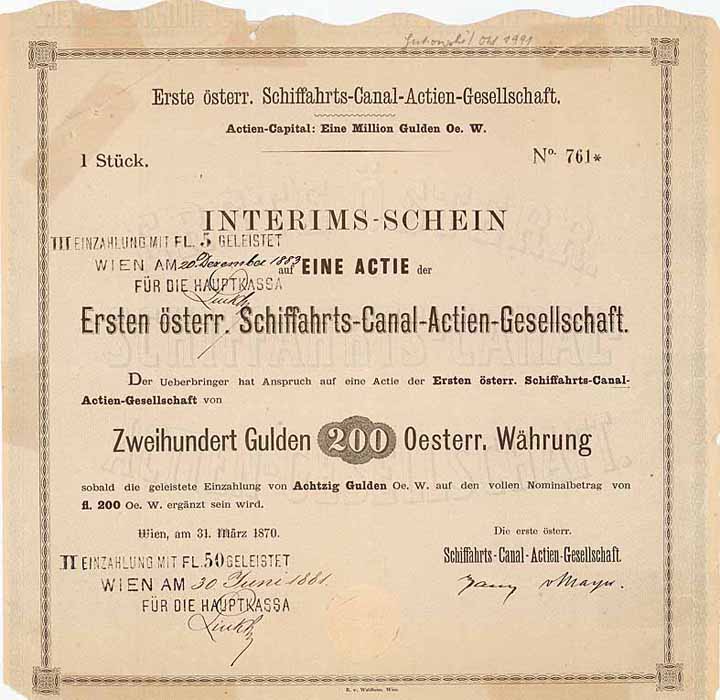 Okt 1991
Erste österr. Schiffahrts-Canal-Actien-Gesellschaft.
Actien-Capital: Eine Million Gulden Oe. W.
1 Stück.
No. 761*
INTERIMS-SCHEIN
III EINZAHLUNG MIT FL. 5 GELEISTET
WIEN AM 20 Dezember 1883
auf EINE ACTIE der
FÜR DIE HAUPTKASSA
Ersten österr. Schiffahrts-Canal-Actien-Gesellschaft.
Der Ueberbringer hat Anspruch auf eine Actie der Ersten österr. Schiffahrts-Canal-
Actien-Gesellschaft von
Zweihundert Gulden 200 Oesterr. Währung
sobald die geleistete Einzahlung von Achtzig Gulden Oe. W. auf den vollen Nominalbetrag von
fl. 200 Oe. W. ergänzt sein wird.
Wien, am 31. März 1870.
Die erste österr.
Schiffahrts-Canal-Actien-Gesellschaft.
II EINZAHLUNG MIT FL. 50 GELEISTET
WIEN AM 30 Juni 1881.
FÜR DIE HAUPTKASSA
R. v. Waldheim, Wien.